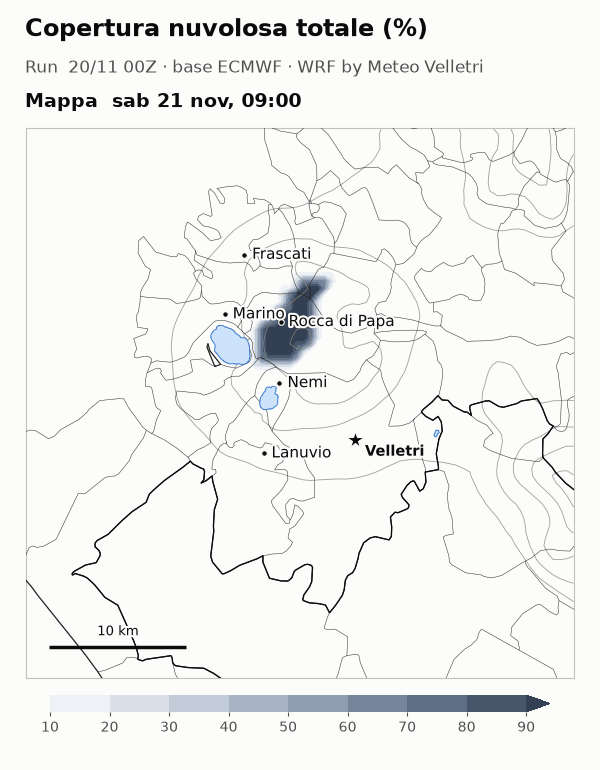 Copertura nuvolosa totale (%)
Run  20/11 00Z · base ECMWF · WRF by Meteo Velletri
Mappa  sab 21 nov, 09:00
Frascati
Marino
Rocca di Papa
Nemi
Velletri
Lanuvio
10 km
10 20 30 40 50 60 70 80 90